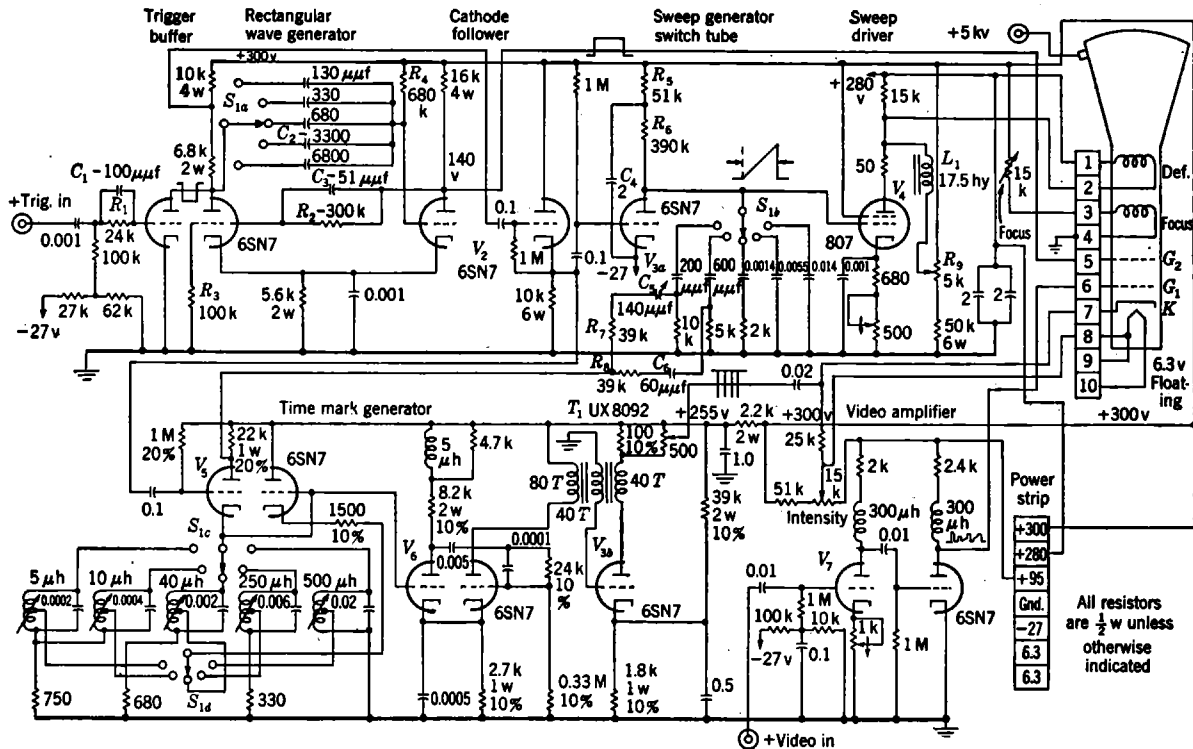 Trigger
buffer
Rectangular
wave generator
Cathode
follower
Sweep generator
switch tube
Sweep
driver
+5 kv
+300 v
10 k
4 w
S1a
130 μμf
330
680
C2 - 3300
6800
R4
680
k
16 k
4 w
1 M
R5
51 k
R6
390 k
+ 280
v
15 k
50
L1
17.5 hy
15
k
Focus
1
2
3
4
5
6
7
8
9
10
Def.
Focus
G2
G1
K
6.3 v
Float-
ing
6.8 k
2 w
C1 - 100 μμf
R1
24 k
+Trig. in
0.001
100 k
-27 v
27 k
62 k
C3 - 51 μμf
R2 - 300 k
6SN7
R3
100 k
5.6 k
2 w
0.001
140
v
V2
6SN7
0.1
1 M
10 k
6 w
0.1
C4
2
6SN7
V3a
-27
C5
140 μμf
R7
39 k
200
μμf
600
μμf
S1b
0.0014
0.0055
0.014
0.001
10
k
5 k
2 k
V4
807
680
500
R9
5 k
50 k
6 w
2
2
R8
39 k
C6
60 μμf
0.02
Time mark generator
T1 UX8092
+255 v
2.2 k
2 w
+300 v
Video amplifier
+300 v
1 M
20%
22 k
1 w
20%
V5
6SN7
0.1
1500
10%
S1c
5 μh
0.0002
10 μh
0.0004
40 μh
0.002
250 μh
0.006
500 μh
0.02
S1d
750
680
330
5
μh
4.7 k
8.2 k
2 w
10%
V6
0.005
0.0001
24 k
10
%
6SN7
0.0005
2.7 k
1 w
10%
0.33 M
10%
80 T
40 T
40 T
100
10%
500
V3b
6SN7
1.8 k
1 w
10%
39 k
2 w
10%
0.5
1.0
25 k
51 k
15
k
Intensity
2 k
2.4 k
300 μh
300
μh
0.01
V7
0.01
100 k
1 M
10 k
-27 v
0.1
1 k
1 M
6SN7
+Video in
Power
strip
+300
+280
+95
Gnd.
-27
6.3
6.3
All resistors
are 1/2 w unless
otherwise
indicated